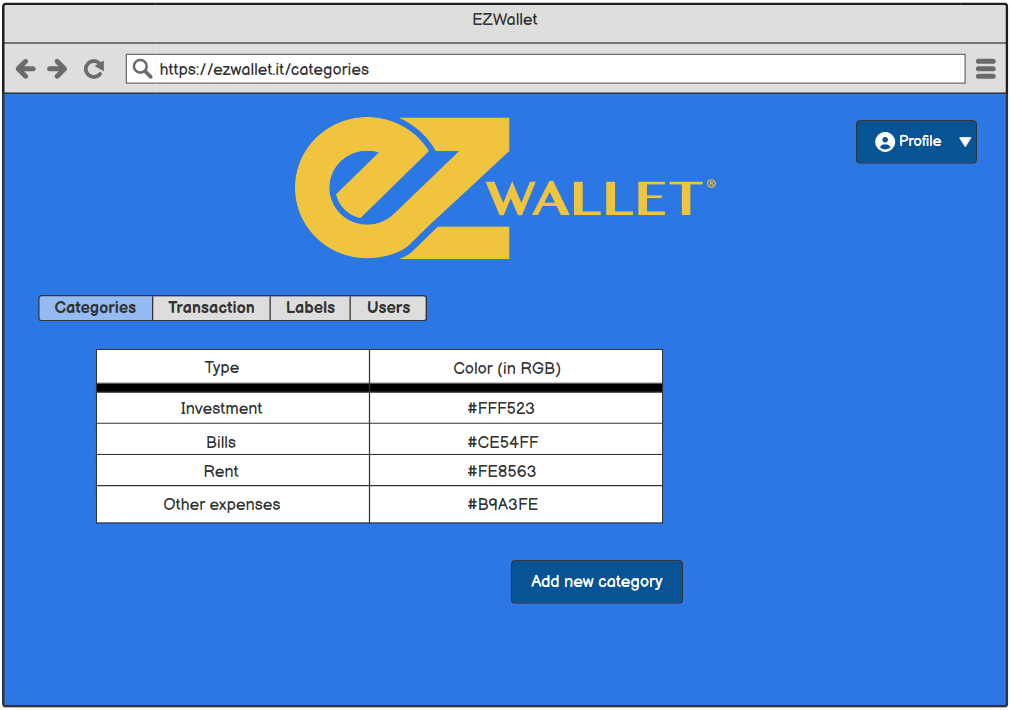 EZWallet
https://ezwallet.it/categories
Profile
eZ WALLET®
Categories Transaction Labels Users
Type Color (in RGB)
Investment #FFF523
Bills #CE54FF
Rent #FE8563
Other expenses #B9A3FE
Add new category